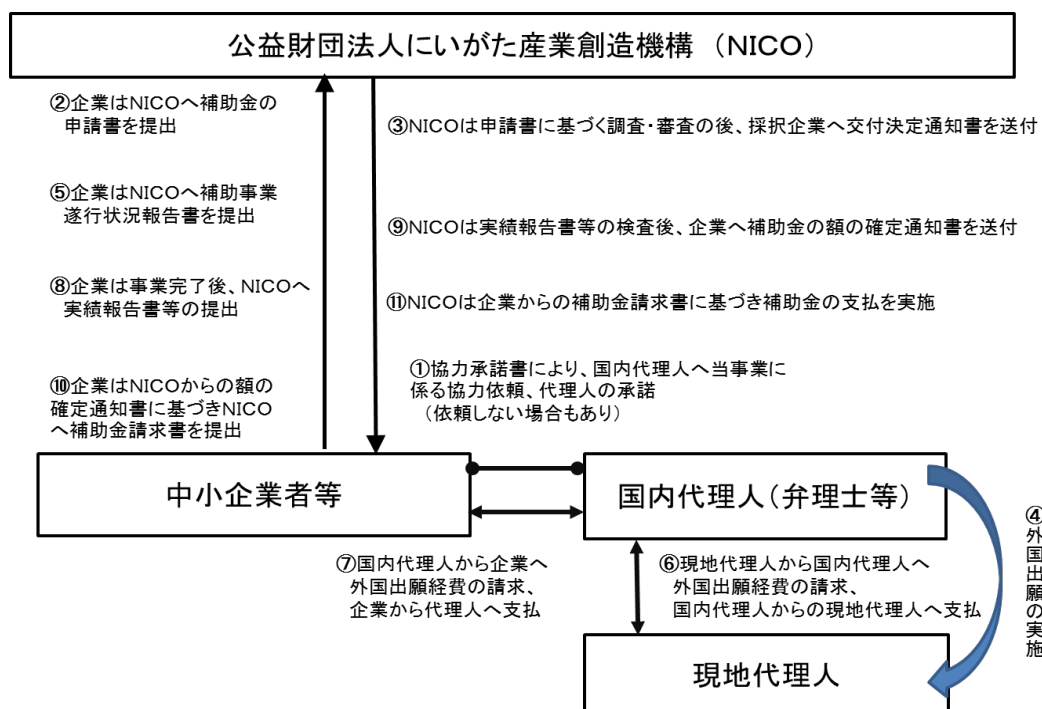 公益財団法人にいがた産業創造機構 （NICO）
②企業はNICOへ補助金の
申請書を提出
③NICOは申請書に基づく調査・審査の後、採択企業へ交付決定通知書を送付
⑤企業はNICOへ補助事業
遂行状況報告書を提出
⑨NICOは実績報告書等の検査後、企業へ補助金の額の確定通知書を送付
⑧企業は事業完了後、NICOへ
実績報告書等の提出
⑪NICOは企業からの補助金請求書に基づき補助金の支払を実施
①協力承諾書により、国内代理人へ当事業に
係る協力依頼、代理人の承諾
（依頼しない場合もあり）
⑩企業はNICOからの額の
確定通知書に基づきNICO
へ補助金請求書を提出
中小企業者等
国内代理人（弁理士等）
④外国出願の実施
⑦国内代理人から企業へ
外国出願経費の請求、
企業から代理人へ支払
⑥現地代理人から国内代理人へ
外国出願経費の請求、
国内代理人からの現地代理人へ支払
現地代理人